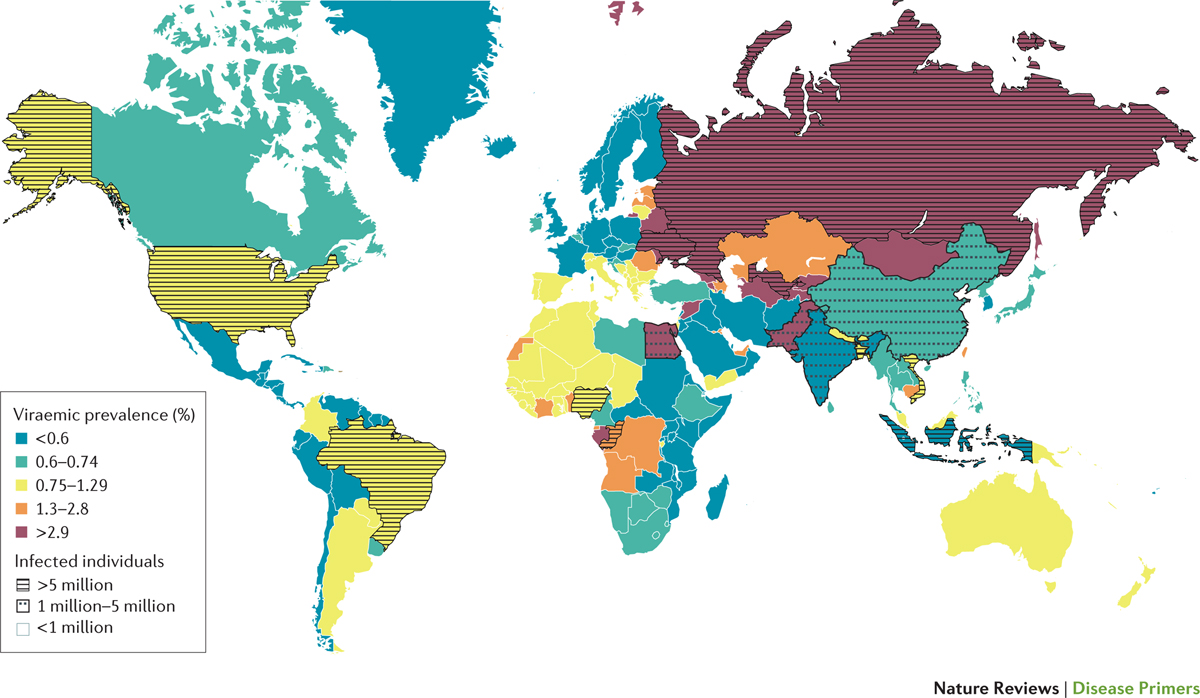 Viraemic prevalence (%)
<0.6
0.6–0.74
0.75–1.29
1.3–2.8
>2.9
Infected individuals
>5 million
1 million–5 million
<1 million
Nature Reviews | Disease Primers